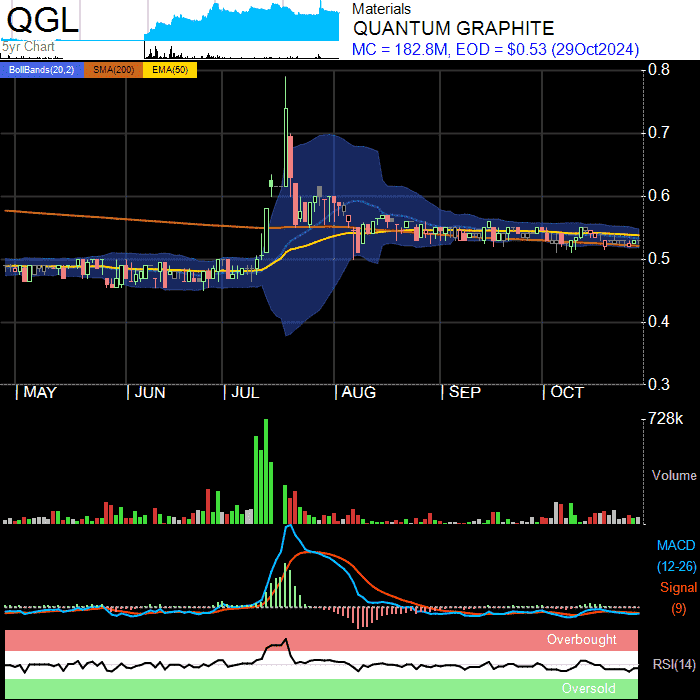 QGL
5yr Chart
Materials
QUANTUM GRAPHITE
MC = 182.8M, EOD = $0.53 (29Oct2024)
BollBands(20,2) SMA(200) EMA(50)
0.8
0.7
0.6
0.5
0.4
0.3
MAY JUN JUL AUG SEP OCT
728k
Volume
MACD
(12-26)
Signal
(9)
Overbought
RSI(14)
Oversold